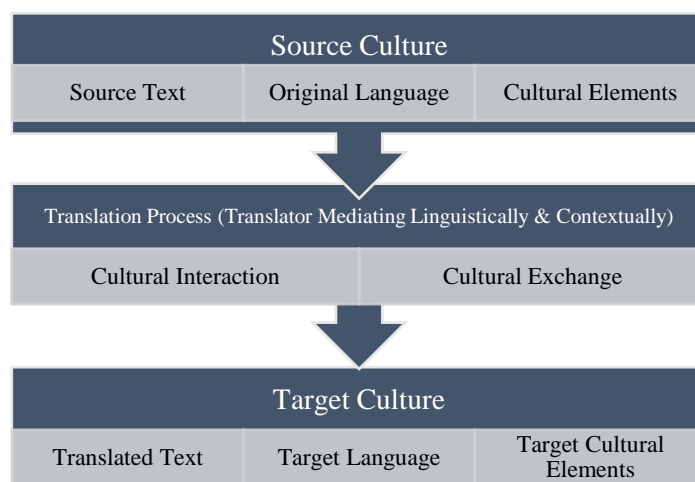 Source Culture
Source Text
Original Language
Cultural Elements
Translation Process (Translator Mediating Linguistically & Contextually)
Cultural Interaction
Cultural Exchange
Target Culture
Translated Text
Target Language
Target Cultural
Elements